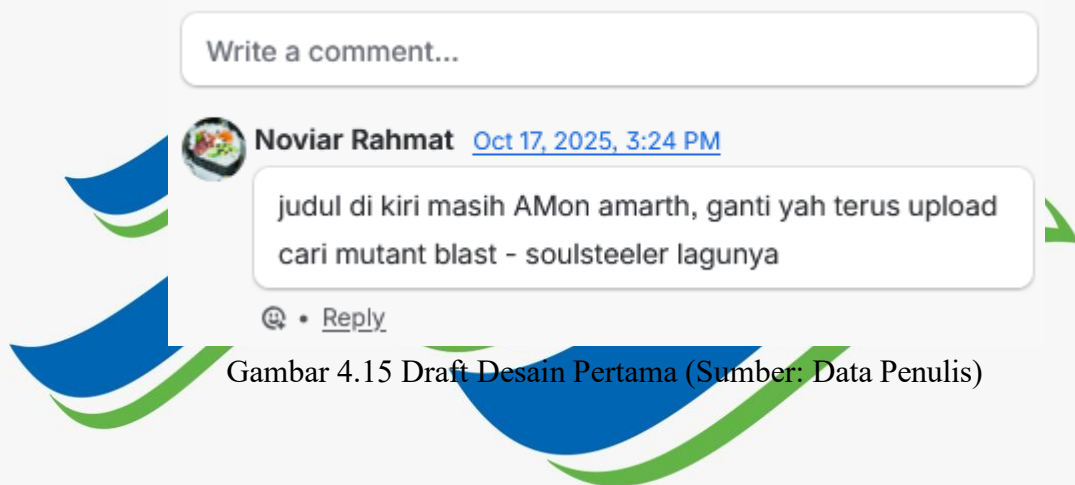 Write a comment...
Noviar Rahmat Oct 17, 2025, 3:24 PM
judul di kiri masih AMon amarth, ganti yah terus upload
cari mutant blast - soulsteeler lagunya
• Reply
Gambar 4.15 Draft Desain Pertama (Sumber: Data Penulis)